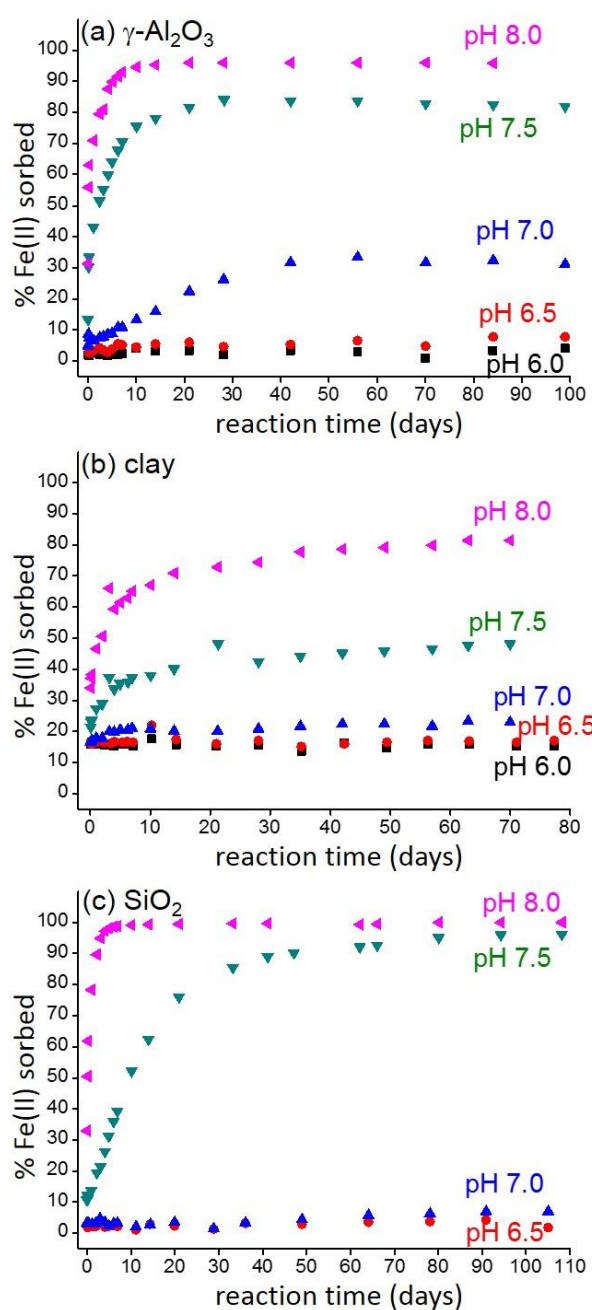 (a) γ-Al₂O₃
pH 8.0
pH 7.5
pH 7.0
pH 6.5
pH 6.0
% Fe(II) sorbed
100
90
80
70
60
50
40
30
20
10
0
0 10 20 30 40 50 60 70 80 90 100
reaction time (days)
(b) clay
pH 8.0
pH 7.5
pH 7.0
pH 6.5
pH 6.0
% Fe(II) sorbed
100
90
80
70
60
50
40
30
20
10
0
0 10 20 30 40 50 60 70 80
reaction time (days)
(c) SiO₂
pH 8.0
pH 7.5
pH 7.0
pH 6.5
% Fe(II) sorbed
100
90
80
70
60
50
40
30
20
10
0
0 10 20 30 40 50 60 70 80 90 100 110
reaction time (days)